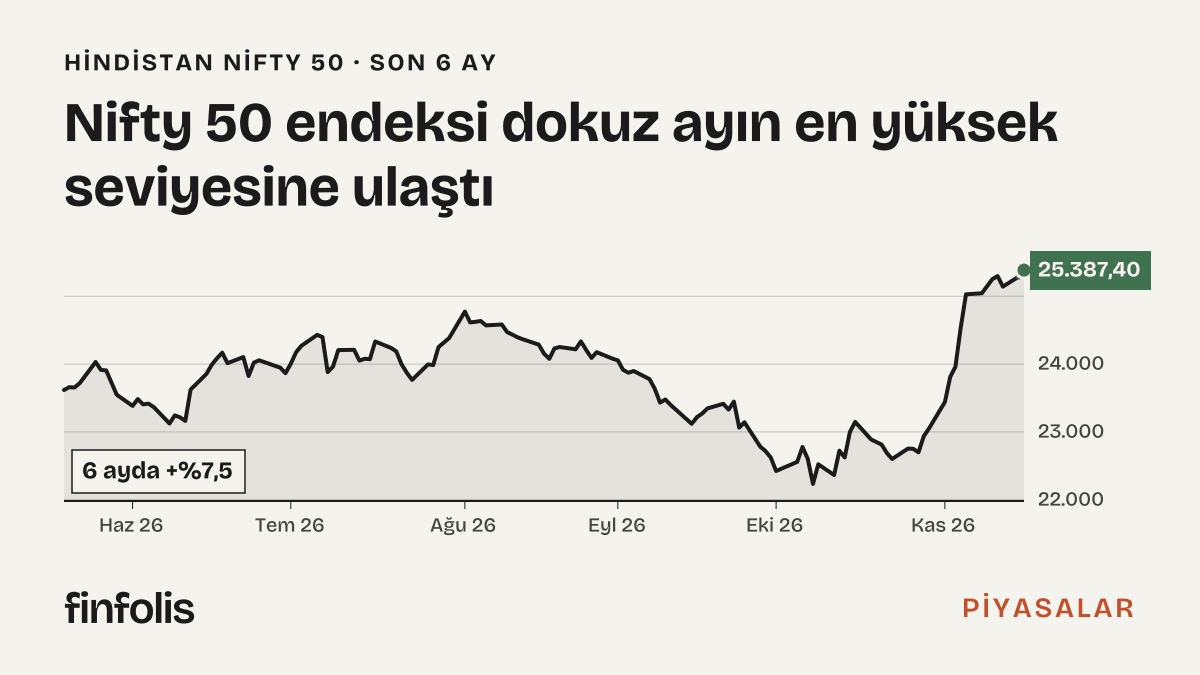 HİNDİSTAN NİFTY 50 · SON 6 AY
Nifty 50 endeksi dokuz ayın en yüksek
seviyesine ulaştı
25.387,40
24.000
23.000
22.000
6 ayda +%7,5
Haz 26
Tem 26
Ağu 26
Eyl 26
Eki 26
Kas 26
finfolis
PİYASALAR